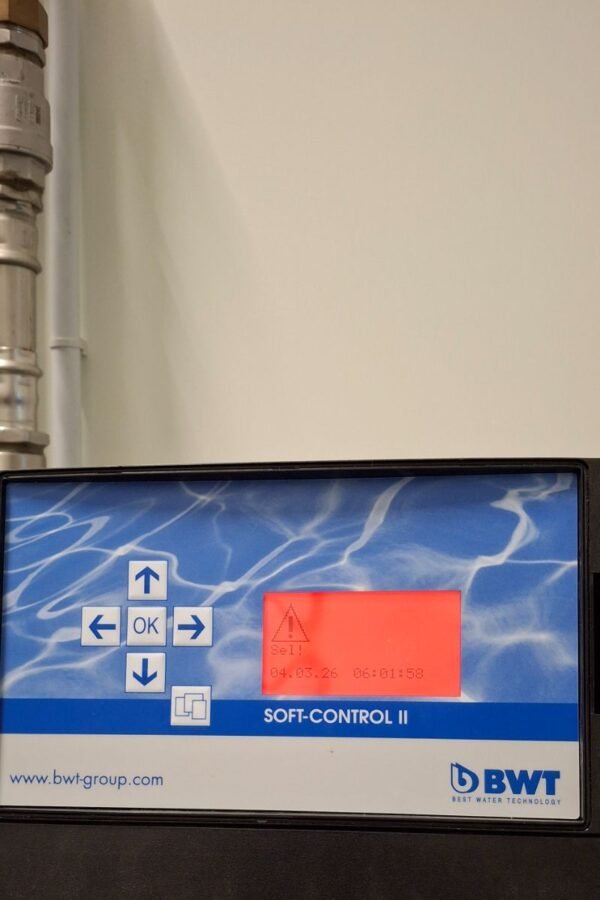 OK
Sel!
04.03.26 06:01:58
SOFT-CONTROL II
www.bwt-group.com
BWT
BEST WATER TECHNOLOGY